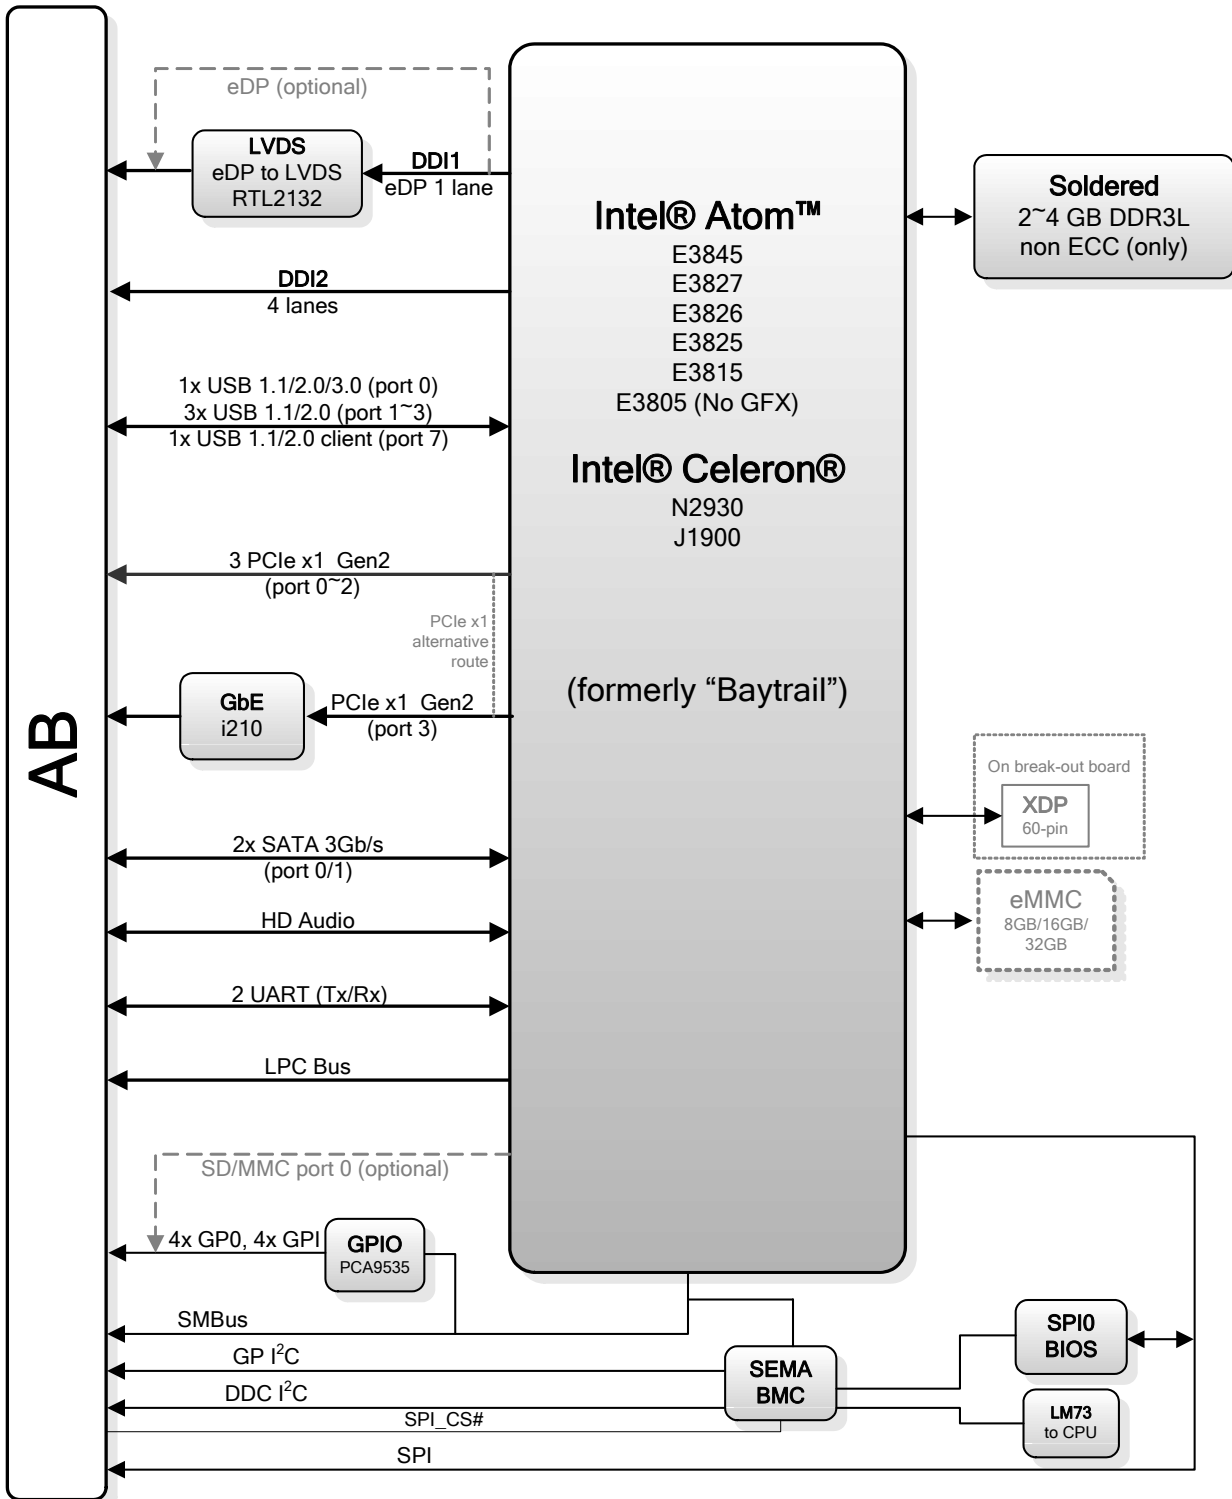 AB
eDP (optional)
LVDS
eDP to LVDS
RTL2132
DDI1
eDP 1 lane
DDI2
4 lanes
1x USB 1.1/2.0/3.0 (port 0)
3x USB 1.1/2.0 (port 1~3)
1x USB 1.1/2.0 client (port 7)
3 PCIe x1 Gen2
(port 0~2)
PCIe x1
alternative
route
GbE
i210
PCIe x1 Gen2
(port 3)
2x SATA 3Gb/s
(port 0/1)
HD Audio
2 UART (Tx/Rx)
LPC Bus
SD/MMC port 0 (optional)
4x GP0, 4x GPI
GPIO
PCA9535
SMBus
GP I²C
DDC I²C
SPI_CS#
SPI
Intel® Atom™
E3845
E3827
E3826
E3825
E3815
E3805 (No GFX)
Intel® Celeron®
N2930
J1900
(formerly “Baytrail”)
Soldered
2~4 GB DDR3L
non ECC (only)
On break-out board
XDP
60-pin
eMMC
8GB/16GB/
32GB
SEMA
BMC
SPI0
BIOS
LM73
to CPU